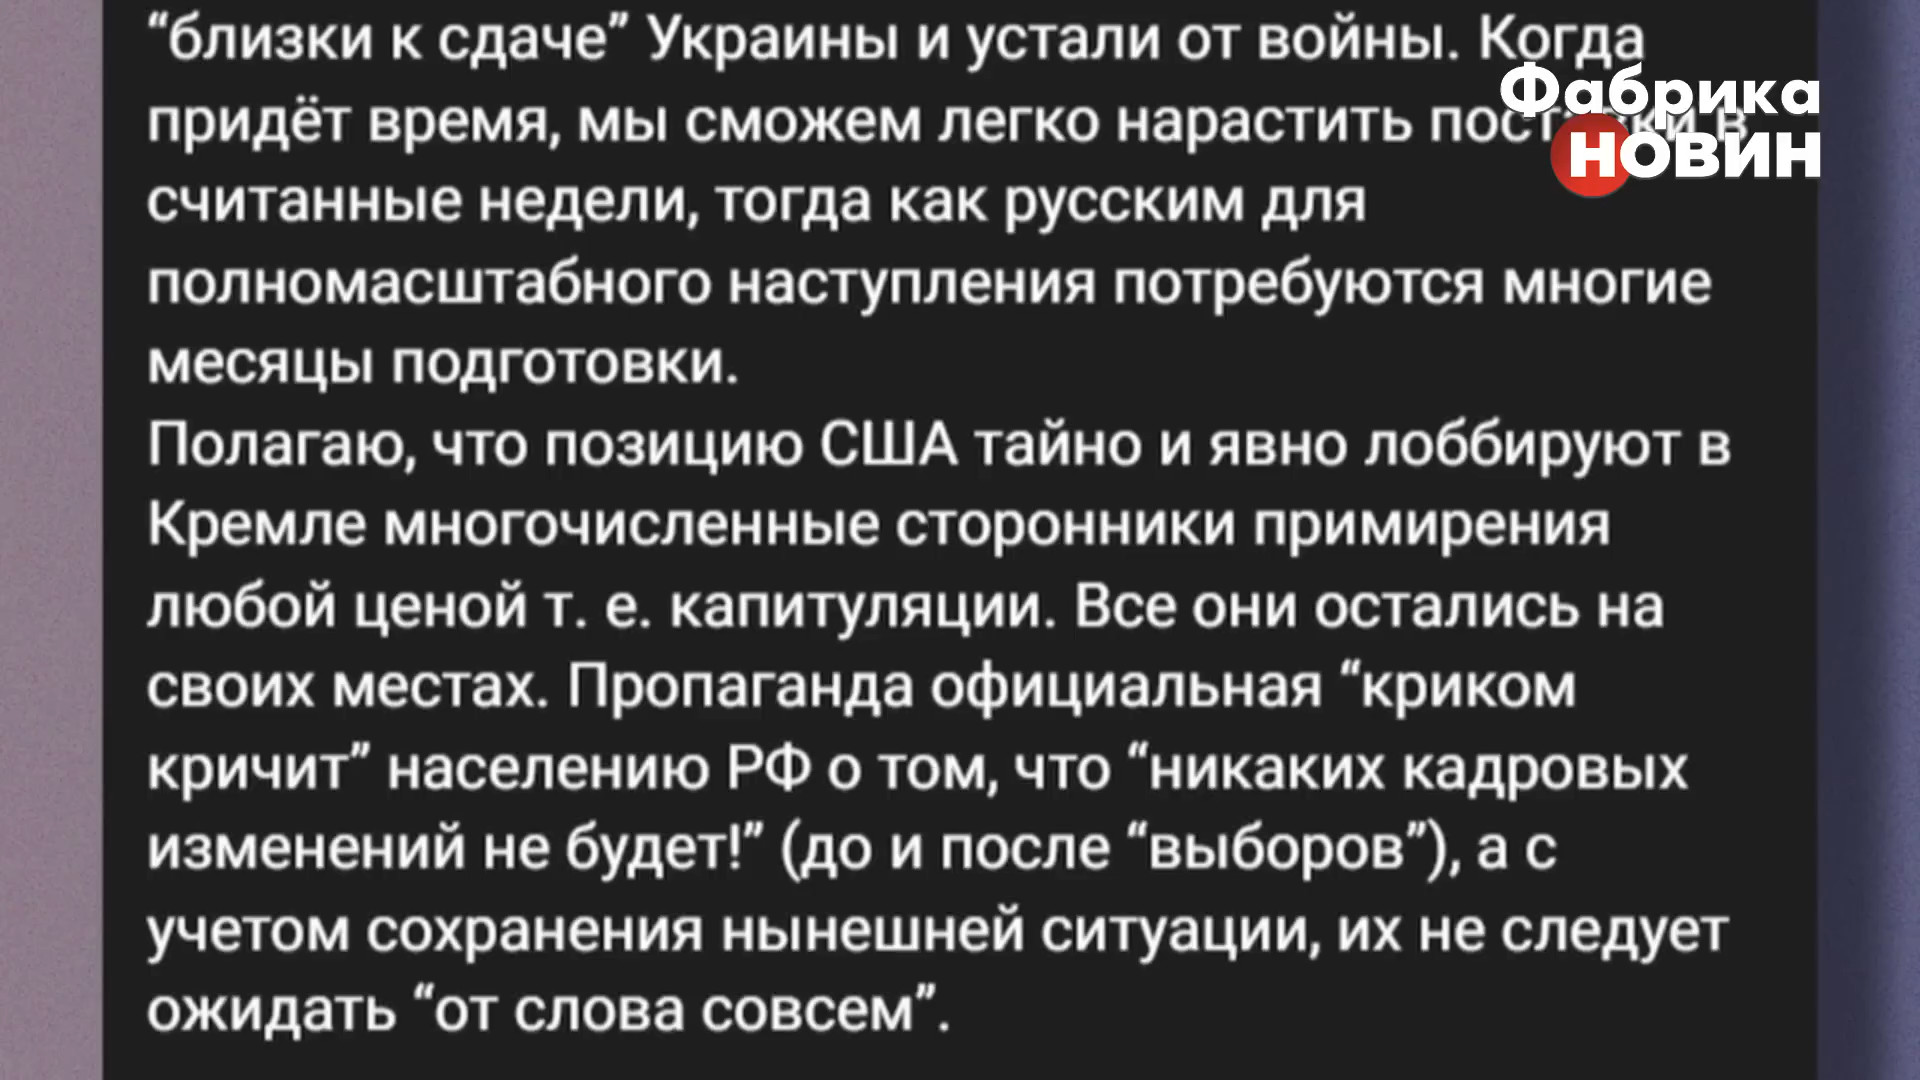 “близки к сдаче” Украины и устали от войны. Когда
придёт время, мы сможем легко нарастить поставки в
считанные недели, тогда как русским для
полномасштабного наступления потребуются многие
месяцы подготовки.
Полагаю, что позицию США тайно и явно лоббируют в
Кремле многочисленные сторонники примирения
любой ценой т. е. капитуляции. Все они остались на
своих местах. Пропаганда официальная “криком
кричит” населению РФ о том, что “никаких кадровых
изменений не будет!” (до и после “выборов”), а с
учетом сохранения нынешней ситуации, их не следует
ожидать “от слова совсем”.
Фабрика
новин